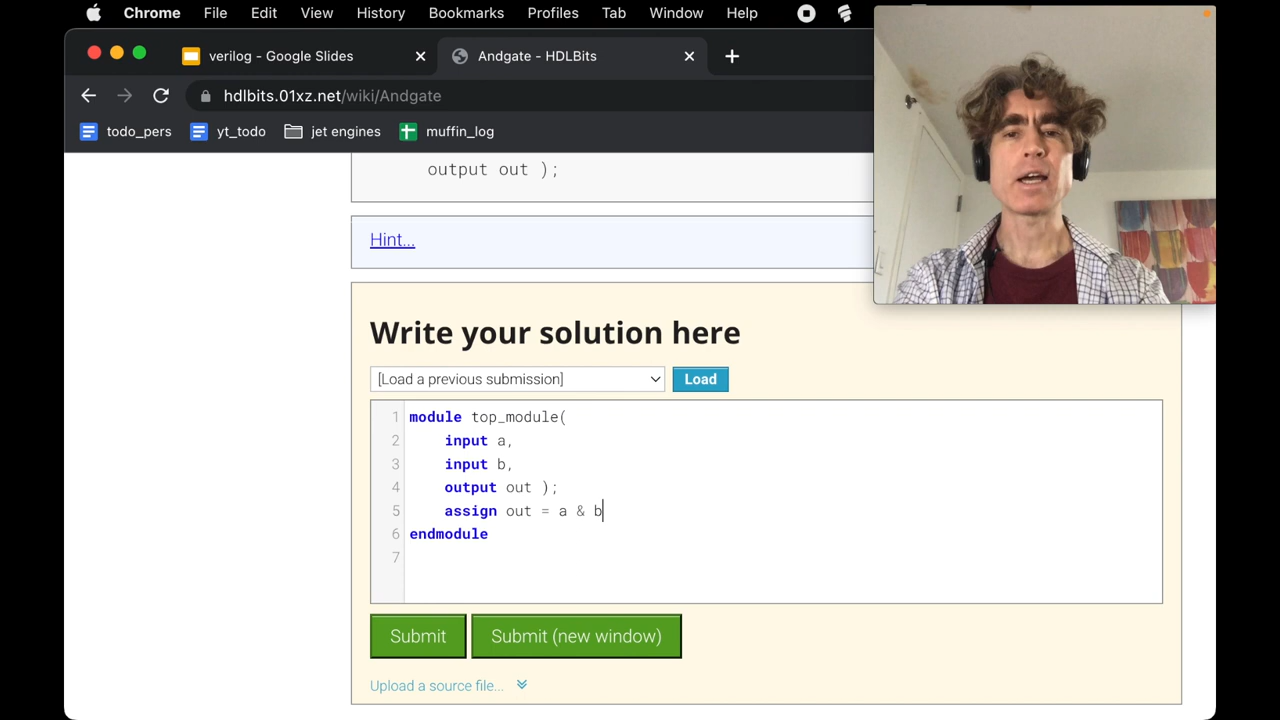 Chrome File Edit View History Bookmarks Profiles Tab Window Help
verilog - Google Slides
Andgate - HDLBits
hdlbits.01xz.net/wiki/Andgate
todo_pers yt_todo jet engines muffin_log
output out );
Hint...
Write your solution here
[Load a previous submission] Load
1 module top_module(
2 input a,
3 input b,
4 output out );
5 assign out = a & b
6 endmodule
7
Submit Submit (new window)
Upload a source file...